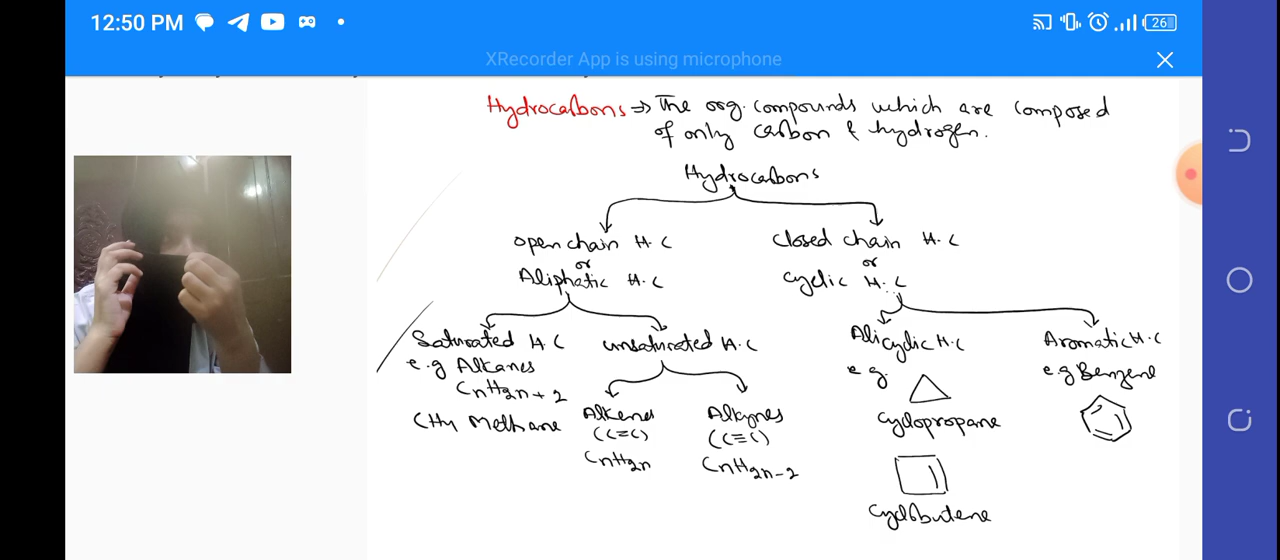 12:50 PM
26
XRecorder App is using microphone
Hydrocarbons ⇒ The org. compounds which are composed
of only carbon & hydrogen.
Hydrocarbons
Open chain H.C
or
Aliphatic H.C
Closed chain H.C
or
Cyclic H.C
Saturated H.C
e.g Alkanes
CnH2n+2
CH4 Methane
unsaturated H.C
Alkenes
(C=C)
CnH2n
Alkynes
(C≡C)
CnH2n-2
Alicyclic H.C
e.g.
Cyclopropane
Cyclobutene
Aromatic H.C
e.g Benzene